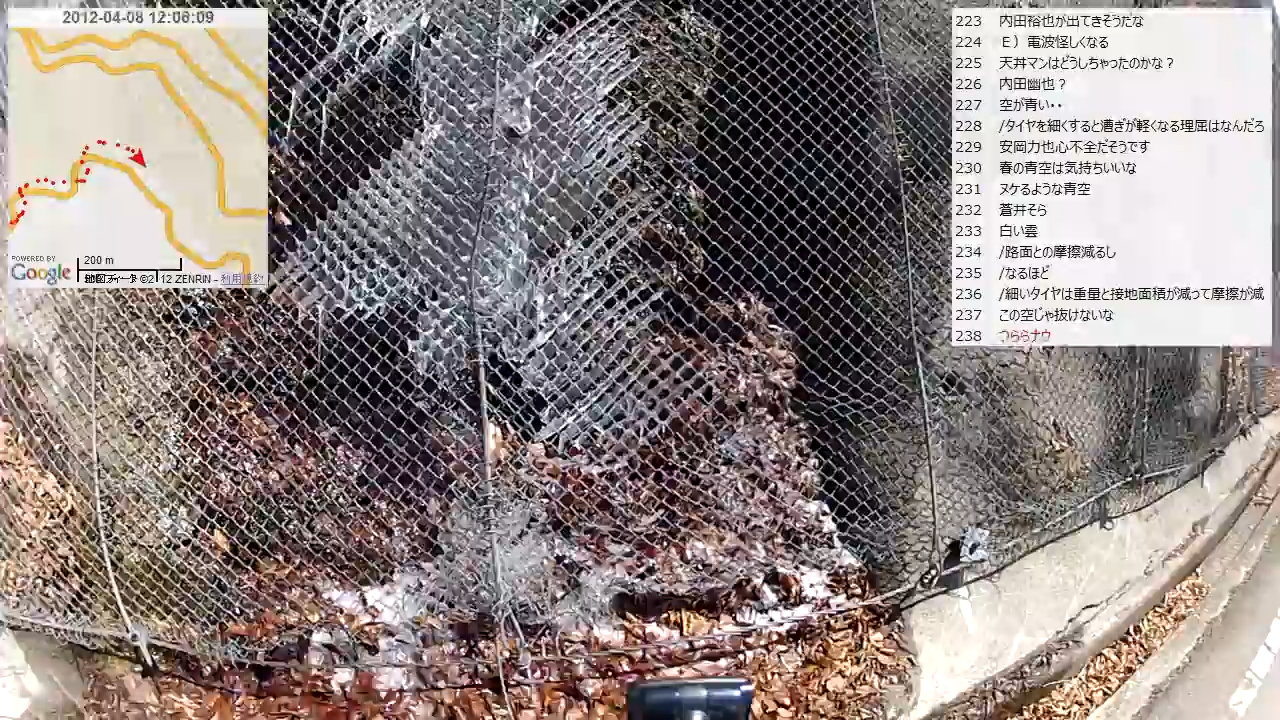 2012-04-08 12:06:09
POWERED BY
Google
200 m
地図データ ©2012 ZENRIN - 利用規約
223 内田裕也が出てきそうだな
224 E）電波怪しくなる
225 天井マンはどうしちゃったのかな？
226 内田幽也？
227 空が青い・・
228 /タイヤを細くすると漕ぎが軽くなる理屈はなんだろ
229 安岡力也心不全だそうです
230 春の青空は気持ちいいな
231 ヌケるような青空
232 蒼井そら
233 白い雲
234 /路面との摩擦減るし
235 /なるほど
236 /細いタイヤは重量と接地面積が減って摩擦が減
237 この空じゃ抜けないな
238 つららナウ